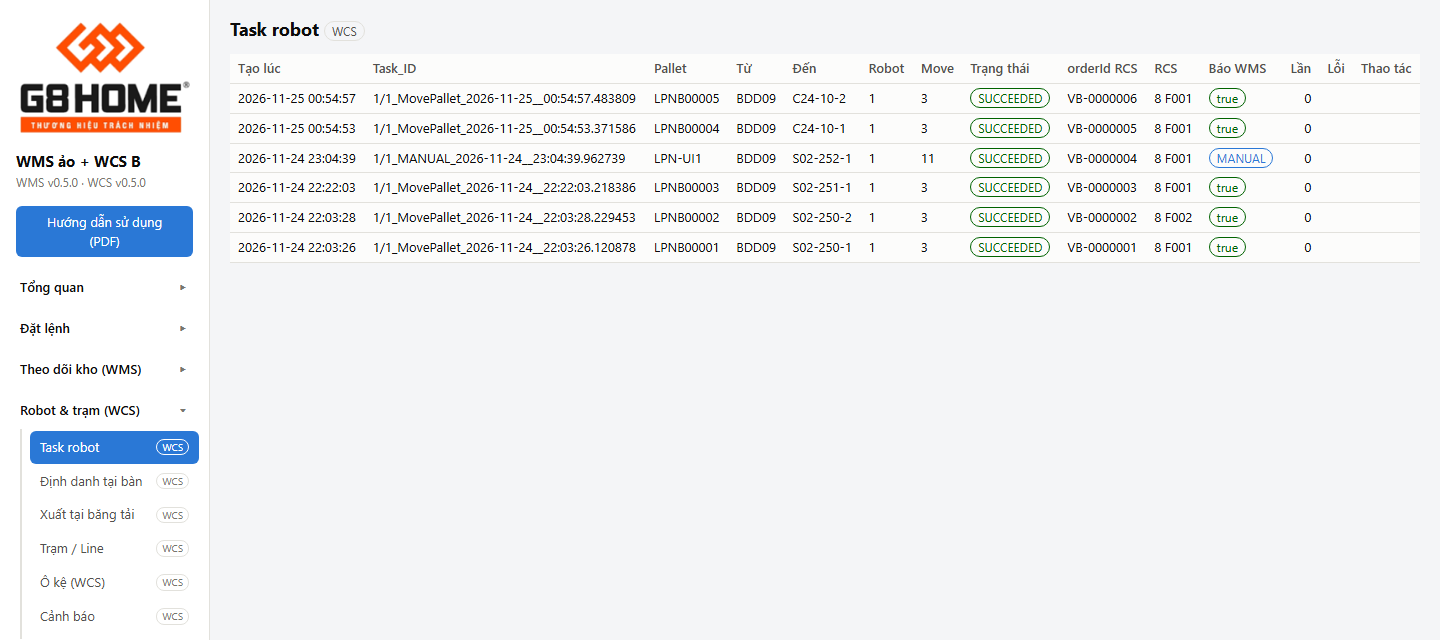 G8 HOME®
THƯƠNG HIỆU TRÁCH NHIỆM
WMS ảo + WCS B
WMS v0.5.0 · WCS v0.5.0
Hướng dẫn sử dụng
(PDF)
Tổng quan
Đặt lệnh
Theo dõi kho (WMS)
Robot & trạm (WCS)
Task robot WCS
Định danh tại bàn WCS
Xuất tại băng tải WCS
Trạm / Line WCS
Ô kệ (WCS) WCS
Cảnh báo WCS
Task robot WCS
Tạo lúc Task_ID Pallet Từ Đến Robot Move Trạng thái orderId RCS RCS Báo WMS Lần Lỗi Thao tác
2026-11-25 00:54:57 1/1_MovePallet_2026-11-25__00:54:57.483809 LPNB00005 BDD09 C24-10-2 1 3 SUCCEEDED VB-0000006 8 F001 true 0
2026-11-25 00:54:53 1/1_MovePallet_2026-11-25__00:54:53.371586 LPNB00004 BDD09 C24-10-1 1 3 SUCCEEDED VB-0000005 8 F001 true 0
2026-11-24 23:04:39 1/1_MANUAL_2026-11-24__23:04:39.962739 LPN-UI1 BDD09 S02-252-1 1 11 SUCCEEDED VB-0000004 8 F001 MANUAL 0
2026-11-24 22:22:03 1/1_MovePallet_2026-11-24__22:22:03.218386 LPNB00003 BDD09 S02-251-1 1 3 SUCCEEDED VB-0000003 8 F001 true 0
2026-11-24 22:03:28 1/1_MovePallet_2026-11-24__22:03:28.229453 LPNB00002 BDD09 S02-250-2 1 3 SUCCEEDED VB-0000002 8 F002 true 0
2026-11-24 22:03:26 1/1_MovePallet_2026-11-24__22:03:26.120878 LPNB00001 BDD09 S02-250-1 1 3 SUCCEEDED VB-0000001 8 F001 true 0